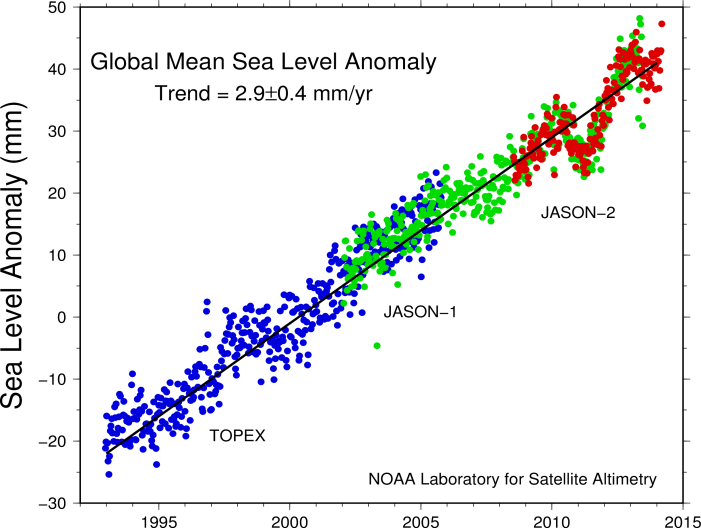 Global Mean Sea Level Anomaly
Trend = 2.9±0.4 mm/yr
Sea Level Anomaly (mm)
50
40
30
20
10
0
−10
−20
−30
JASON−2
JASON−1
TOPEX
NOAA Laboratory for Satellite Altimetry
1995 2000 2005 2010 2015